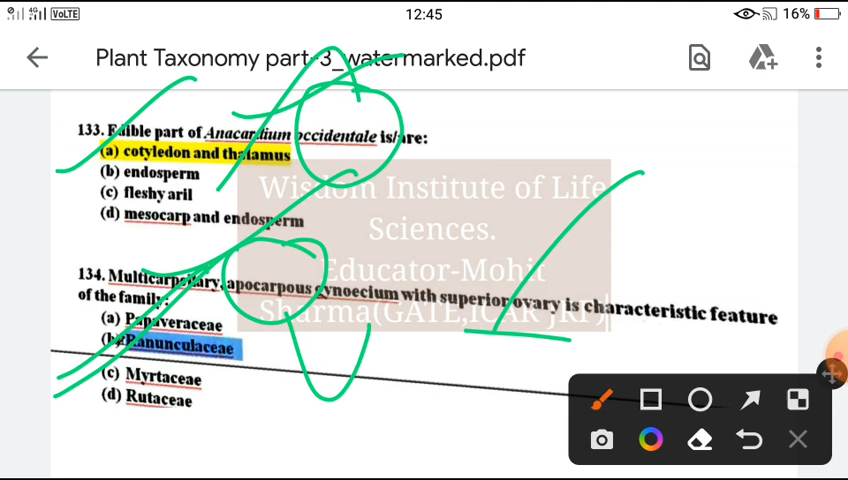 4G VoLTE 12:45 16%
Plant Taxonomy part-3_watermarked.pdf
133. Edible part of Anacardium occidentale is/are:
(a) cotyledon and thalamus
(b) endosperm
(c) fleshy aril
(d) mesocarp and endosperm
Wisdom Institute of Life
Sciences.
Educator-Mohit
Sharma(GATE,ICAR JRF)
134. Multicarpellary, apocarpous gynoecium with superior ovary is characteristic feature
of the family:
(a) Papaveraceae
(b) Ranunculaceae
(c) Myrtaceae
(d) Rutaceae